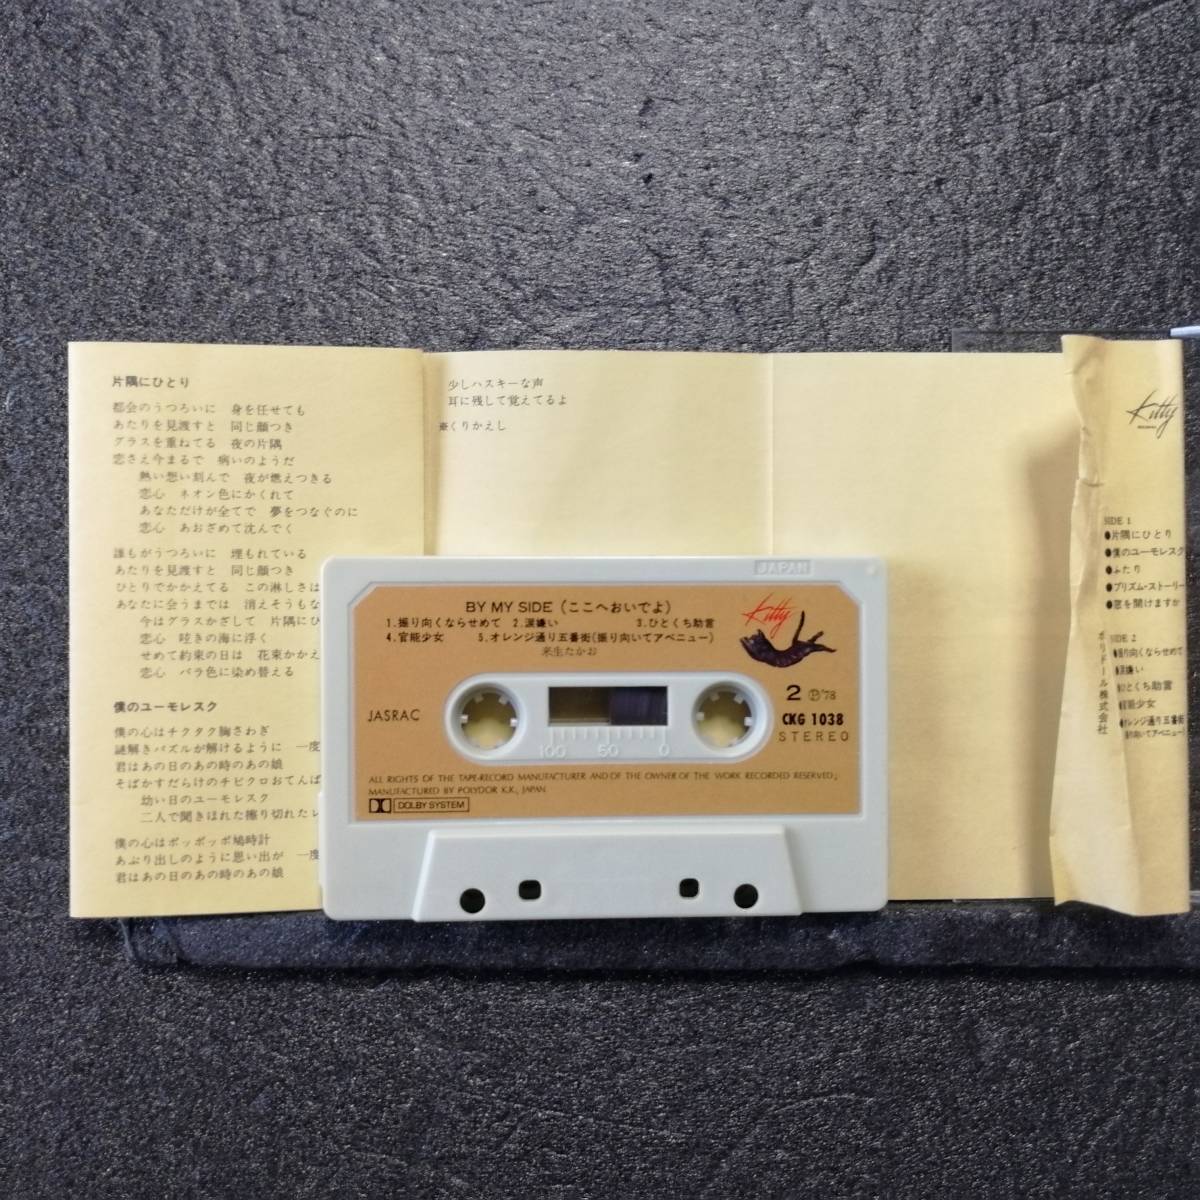 片隅にひとり
都会のうつろいに 身を任せても
あたりを見渡すと 同じ顔つき
グラスを重ねてる 夜の片隅
恋さえ今まるで 病いのようだ
熱い想い刻んで 夜が燃えつきる
恋心 ネオン色にかくれて
あなただけが全てで 夢をつなぐのに
恋心 あおざめて沈んでく
誰もがうつろいに 埋もれている
あたりを見渡すと 同じ顔つき
ひとりでかかえてる この淋しさは
あなたに会うまでは 消えそうもな
今はグラスかざして 片隅にひ
恋心 呟きの海に浮く
せめて約束の日は 花束かかえ
恋心 バラ色に染め替える
僕のユーモレスク
僕の心はチクタク胸さわぎ
謎解きパズルが解けるように 一度
君はあの日のあの時のあの娘
そばかすだらけのチビクロおてんば
幼い日のユーモレスク
二人で聞きほれた擦り切れたレ
僕の心はポッポッポ鳩時計
あぶり出しのように思い出が 一度
君はあの日のあの時のあの娘
少しハスキーな声
耳に残して覚えてるよ
※くりかえし
JAPAN
BY MY SIDE (ここへおいでよ)
1.振り向くならせめて 2.涙嫌い 3.ひとくち助言
4.官能少女 5.オレンジ通り五番街(振り向いてアベニュー)
来生たかお
Kitty
JASRAC
2 Ⓟ'78
CKG 1038
STEREO
100 50 0
ALL RIGHTS OF THE TAPE-RECORD MANUFACTURER AND OF THE OWNER OF THE WORK RECORDED RESERVED;
MANUFACTURED BY POLYDOR K.K., JAPAN
DOLBY SYSTEM
Kitty
RECORDS
SIDE 1
●片隅にひとり
●僕のユーモレスク
●ふたり
●プリズム・ストーリー
●窓を開けますか
SIDE 2
●振り向くならせめて
●涙嫌い
●ひとくち助言
●官能少女
●オレンジ通り五番街
(振り向いてアベニュー)
ポリドール株式会社